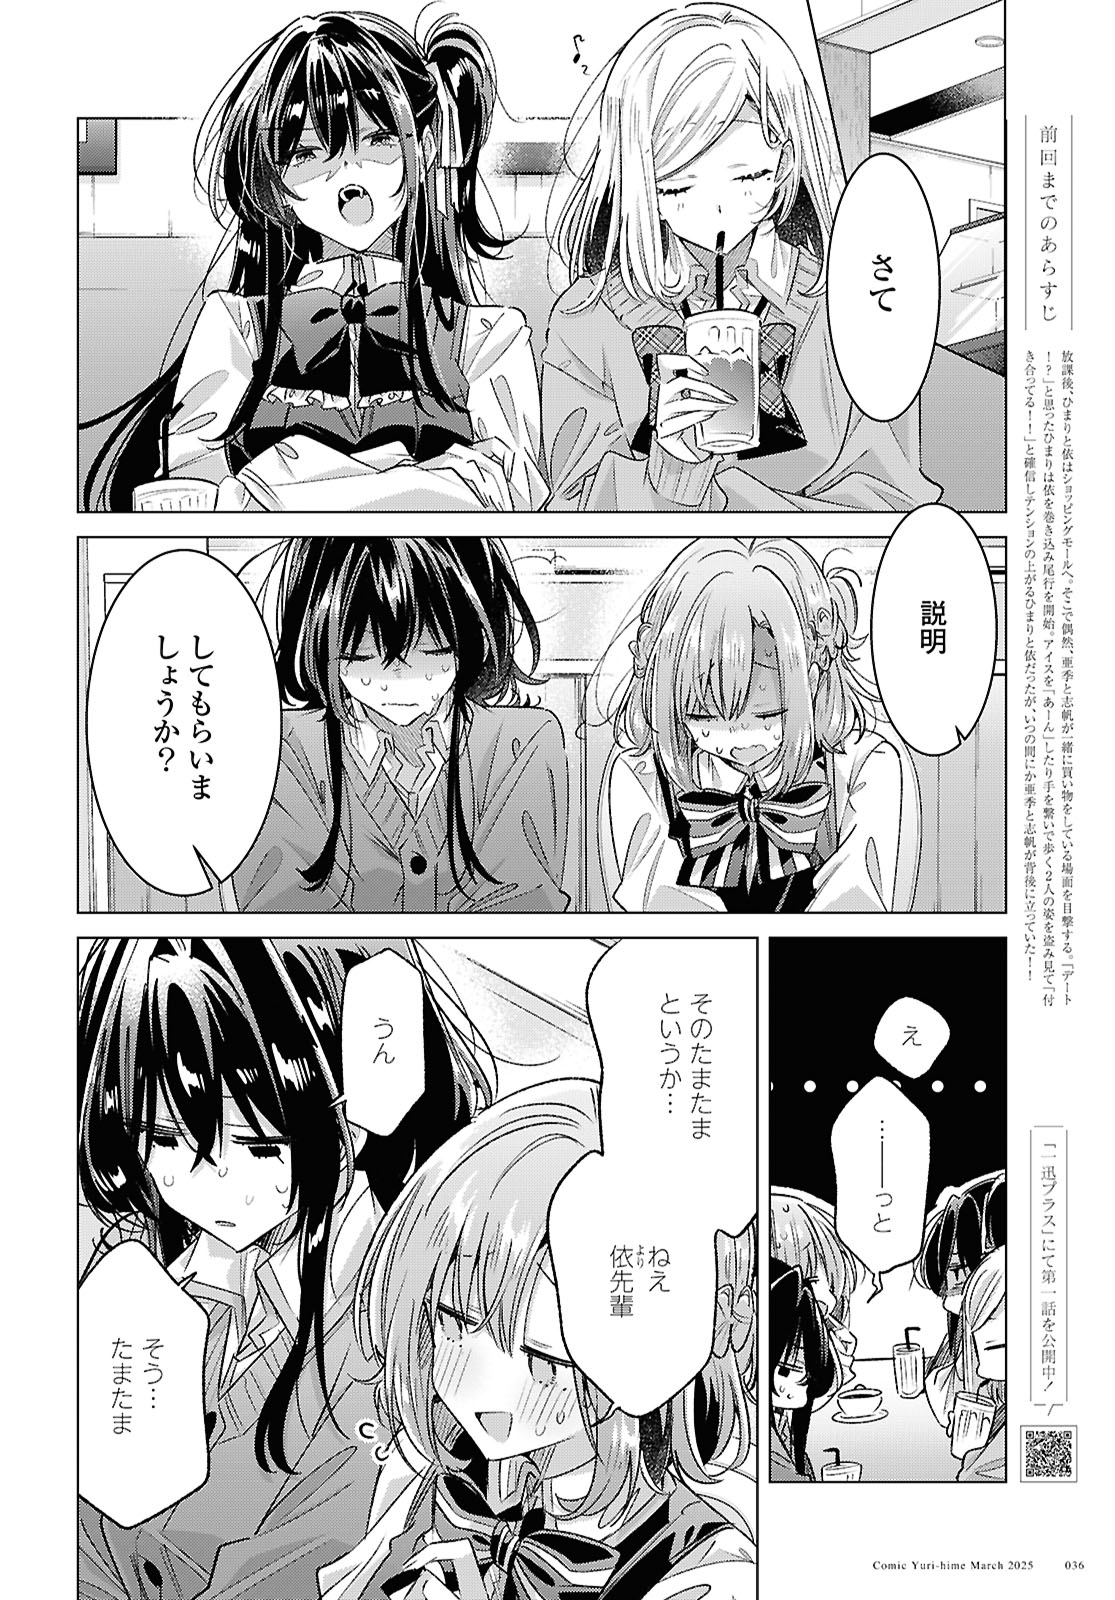 前回までのあらすじ
放課後、ひまりと依はショッピングモールへ。そこで偶然、亜季と志帆が一緒に買い物をしている場面を目撃する。「デート
！？」と思ったひまりは依を巻き込み尾行を開始。アイスを「あーん」したり手を繋いで歩く2人の姿を盗み見て「付
き合ってる！！」と確信しテンションの上がるひまりと依だったが、いつの間にか亜季と志帆が背後に立っていた！！
「一迅プラス」にて第一話を公開中！
さて
説明
してもらいま
しょうか？
え
…──っと
そのたまたま
というか…
ねえ
依先輩
より
うん
そう…
たまたま
Comic Yuri-hime March 2025
036